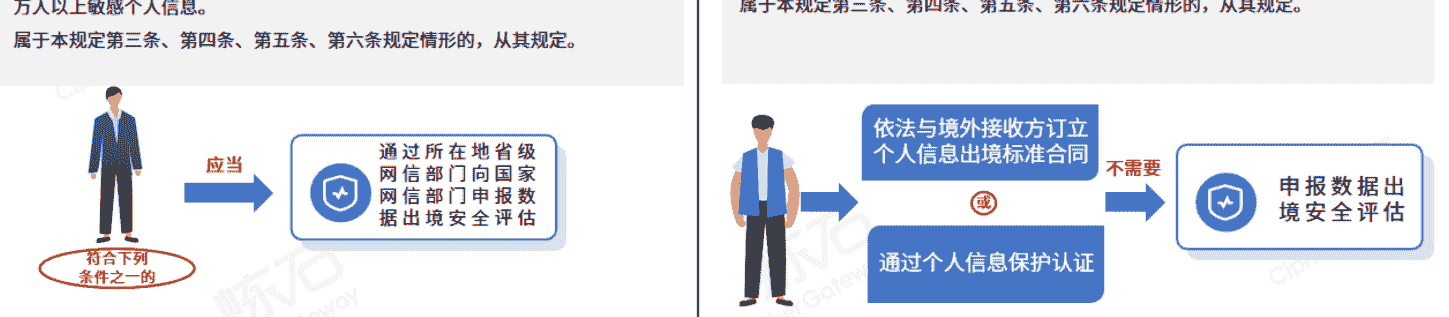 万人以上敏感个人信息。
属于本规定第三条、第四条、第五条、第六条规定情形的，从其规定。
应当
通过所在地省级
网信部门向国家
网信部门申报数
据出境安全评估
符合下列
条件之一的
属于本规定第三条、第四条、第五条、第六条规定情形的，从其规定。
依法与境外接收方订立
个人信息出境标准合同
或
通过个人信息保护认证
不需要
申报数据出
境安全评估
炼石